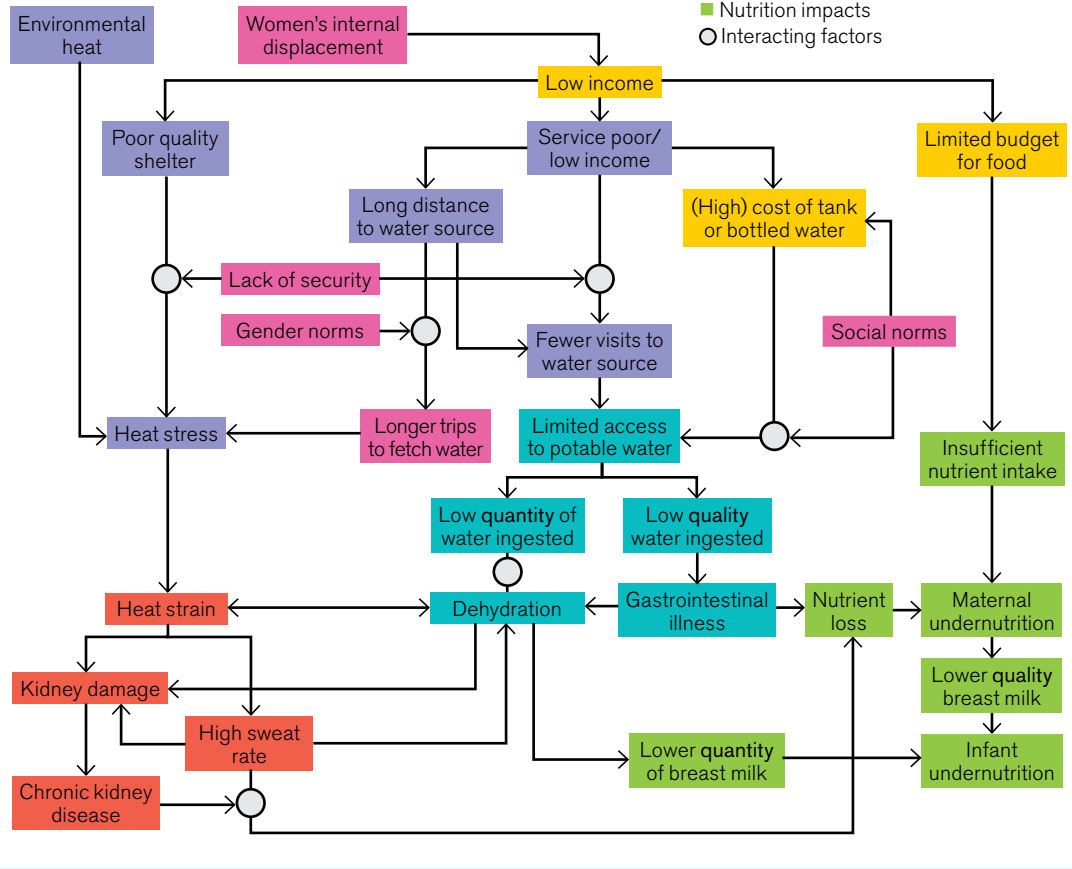 Nutrition impacts
Interacting factors
Environmental
heat
Women's internal
displacement
Low income
Poor quality
shelter
Service poor/
low income
Limited budget
for food
Long distance
to water source
(High) cost of tank
or bottled water
Lack of security
Gender norms
Fewer visits to
water source
Social norms
Heat stress
Longer trips
to fetch water
Limited access
to potable water
Insufficient
nutrient intake
Low quantity of
water ingested
Low quality
water ingested
Heat strain
Dehydration
Gastrointestinal
illness
Nutrient
loss
Maternal
undernutrition
Kidney damage
Lower quality
breast milk
High sweat
rate
Lower quantity
of breast milk
Infant
undernutrition
Chronic kidney
disease